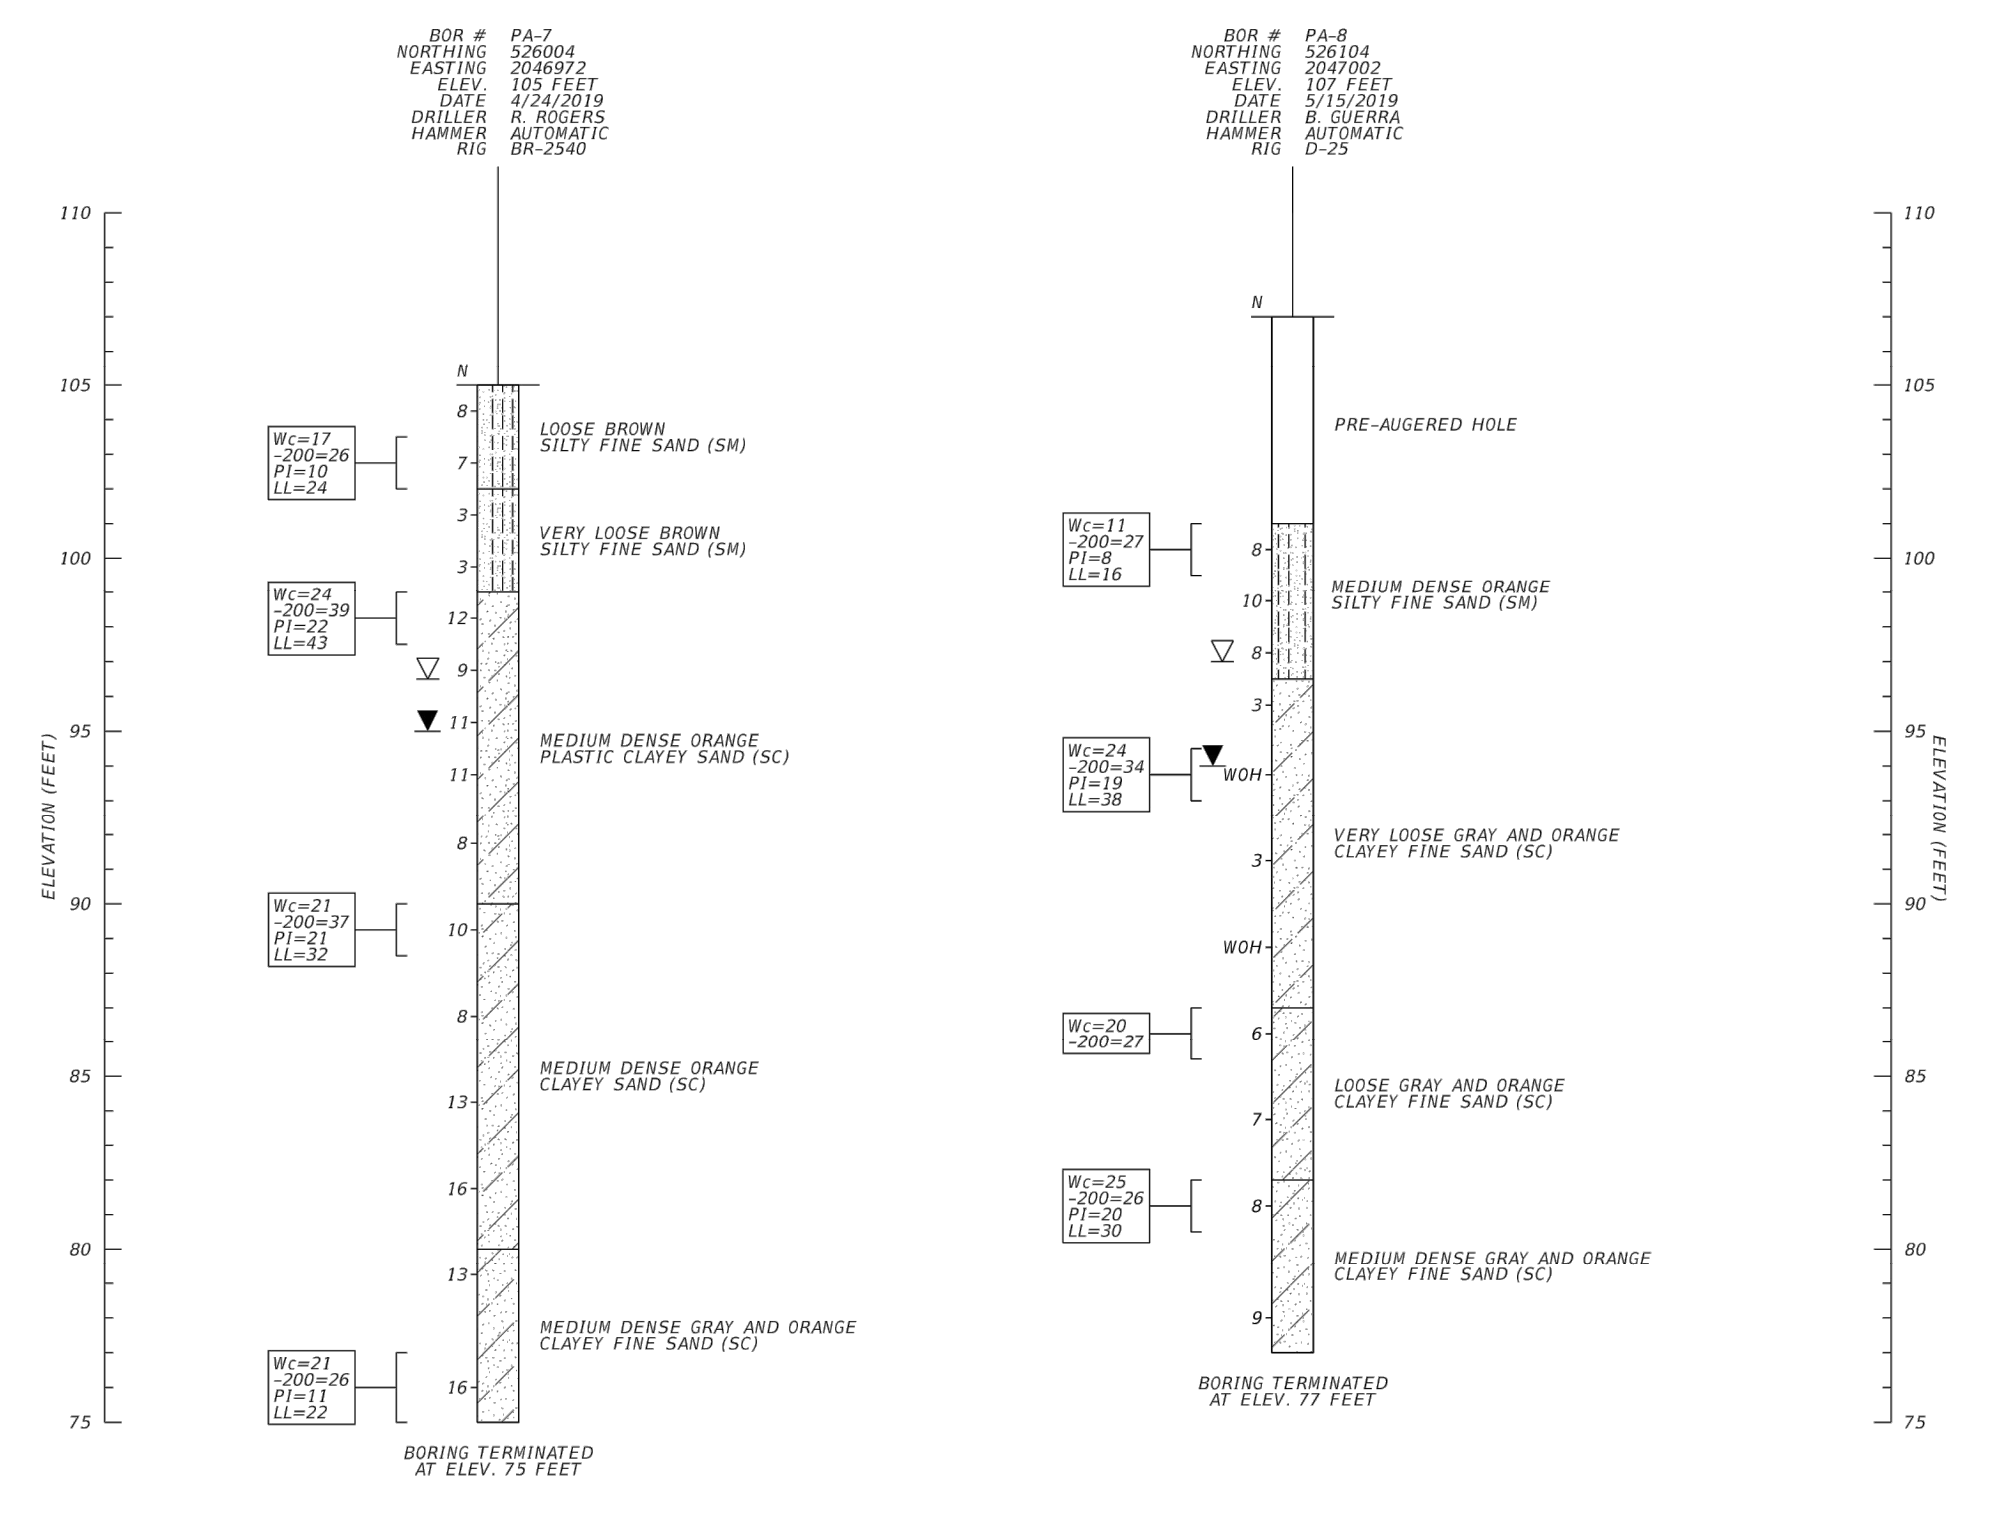 BOR # PA-7
NORTHING 526004
EASTING 2046972
ELEV. 105 FEET
DATE 4/24/2019
DRILLER R. ROGERS
HAMMER AUTOMATIC
RIG BR-2540
BOR # PA-8
NORTHING 526104
EASTING 2047002
ELEV. 107 FEET
DATE 5/15/2019
DRILLER B. GUERRA
HAMMER AUTOMATIC
RIG D-25
ELEVATION (FEET)
110
105
100
95
90
85
80
75
Wc=17
-200=26
PI=10
LL=24
Wc=24
-200=39
PI=22
LL=43
Wc=21
-200=37
PI=21
LL=32
Wc=21
-200=26
PI=11
LL=22
N
8
7
3
3
12
9
11
11
8
10
8
13
16
13
16
LOOSE BROWN
SILTY FINE SAND (SM)
VERY LOOSE BROWN
SILTY FINE SAND (SM)
MEDIUM DENSE ORANGE
PLASTIC CLAYEY SAND (SC)
MEDIUM DENSE ORANGE
CLAYEY SAND (SC)
MEDIUM DENSE GRAY AND ORANGE
CLAYEY FINE SAND (SC)
BORING TERMINATED
AT ELEV. 75 FEET
Wc=11
-200=27
PI=8
LL=16
Wc=24
-200=34
PI=19
LL=38
Wc=20
-200=27
Wc=25
-200=26
PI=20
LL=30
N
8
10
8
3
WOH
3
WOH
6
7
8
9
PRE-AUGERED HOLE
MEDIUM DENSE ORANGE
SILTY FINE SAND (SM)
VERY LOOSE GRAY AND ORANGE
CLAYEY FINE SAND (SC)
LOOSE GRAY AND ORANGE
CLAYEY FINE SAND (SC)
MEDIUM DENSE GRAY AND ORANGE
CLAYEY FINE SAND (SC)
BORING TERMINATED
AT ELEV. 77 FEET
110
105
100
95
90
85
80
75
ELEVATION (FEET)